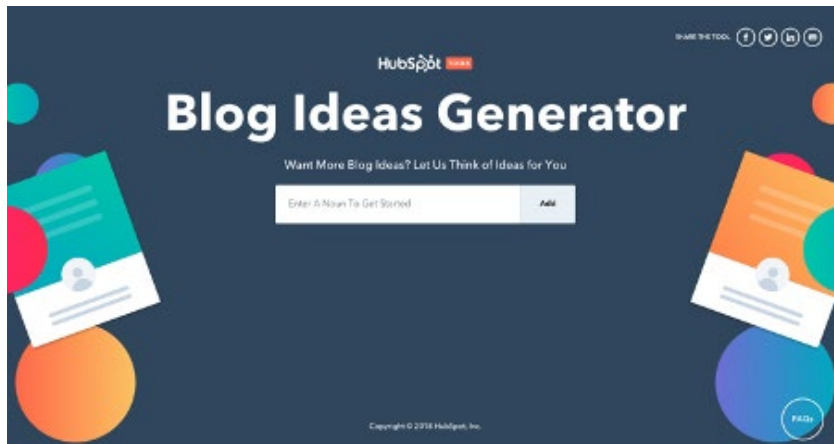 SHARE THE TOOL
HubSpot
Blog Ideas Generator
Want More Blog Ideas? Let Us Think of Ideas for You
Enter A Noun To Get Started
Add
Copyright © 2018 HubSpot, Inc.
FAQs